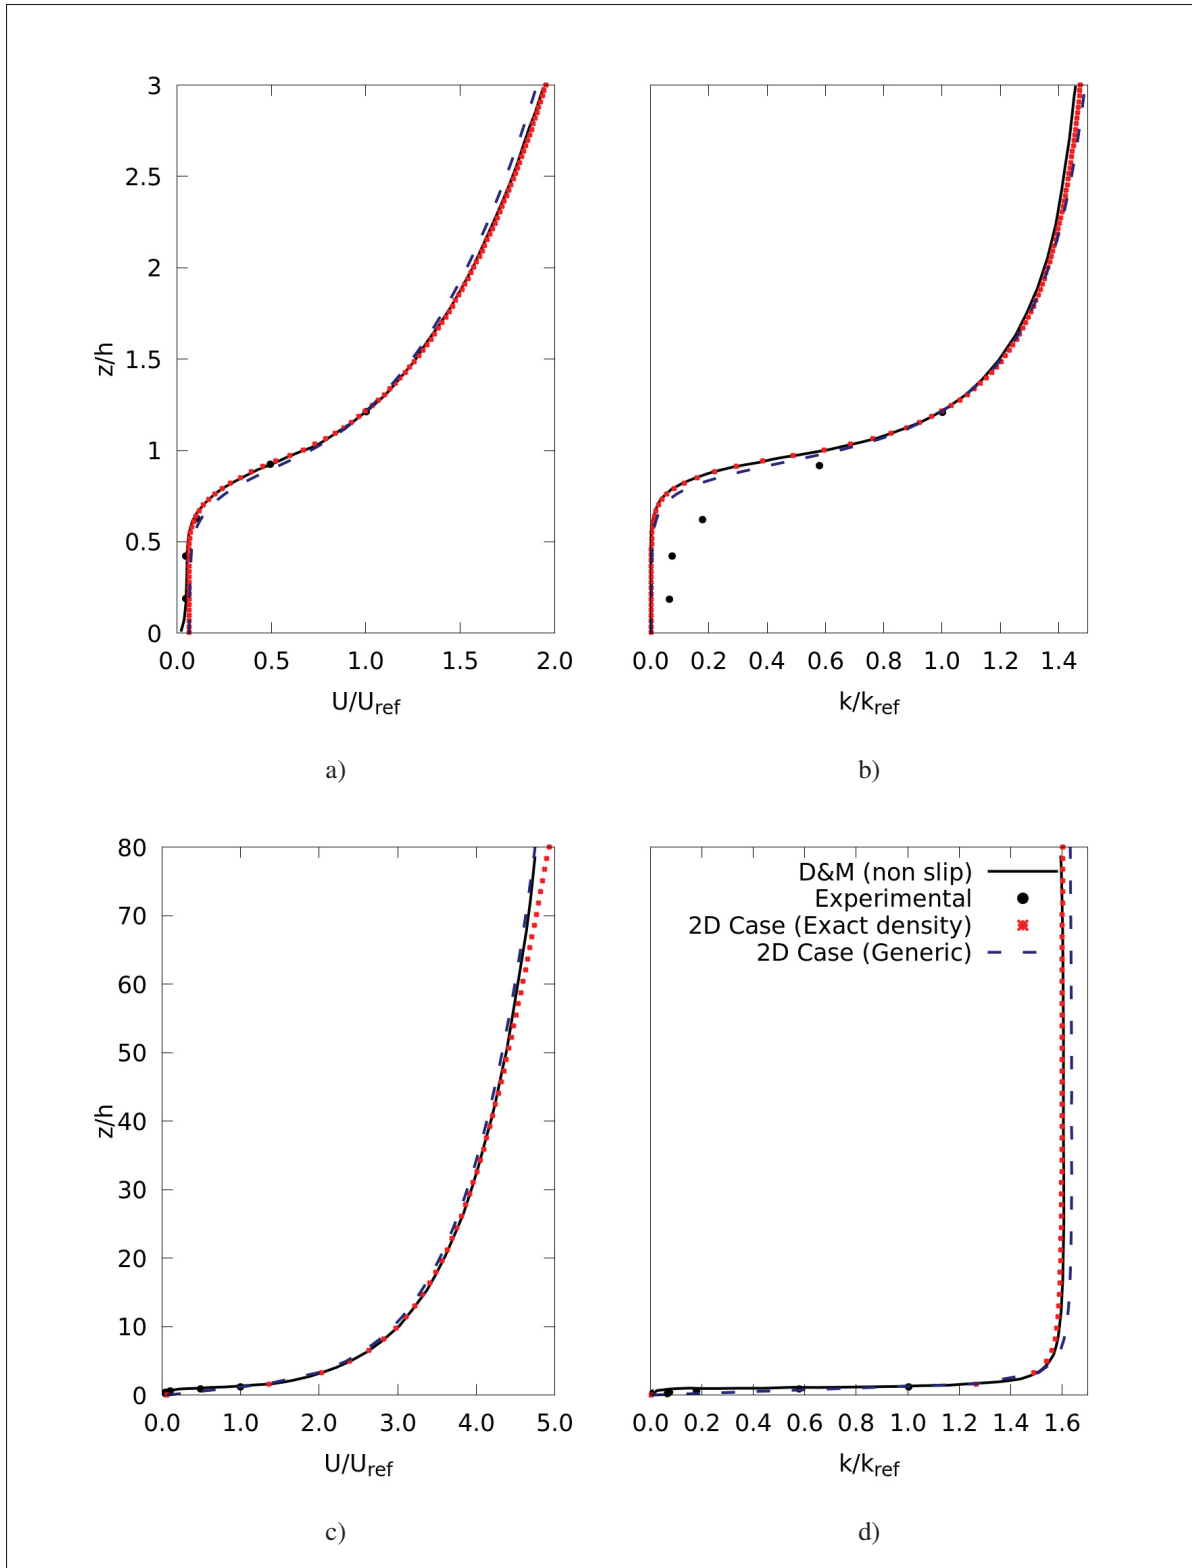 3
2.5
2
1.5
1
0.5
0
z/h
0.0 0.5 1.0 1.5 2.0
U/Uref
a)
0.0 0.2 0.4 0.6 0.8 1.0 1.2 1.4
k/kref
b)
80
70
60
50
40
30
20
10
0
z/h
0.0 1.0 2.0 3.0 4.0 5.0
U/Uref
c)
D&M (non slip)
Experimental
2D Case (Exact density)
2D Case (Generic)
0.0 0.2 0.4 0.6 0.8 1.0 1.2 1.4 1.6
k/kref
d)